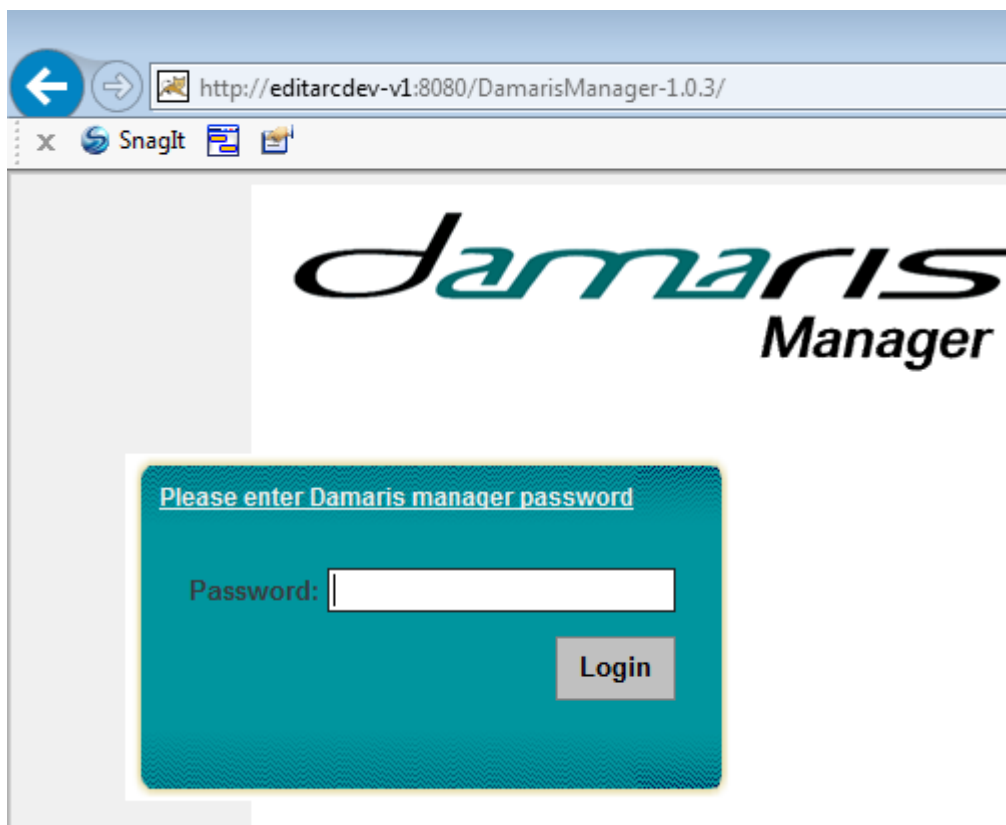 http://editarcdev-v1:8080/DamarisManager-1.0.3/
x SnagIt
damaris
Manager
Please enter Damaris manager password
Password:
Login